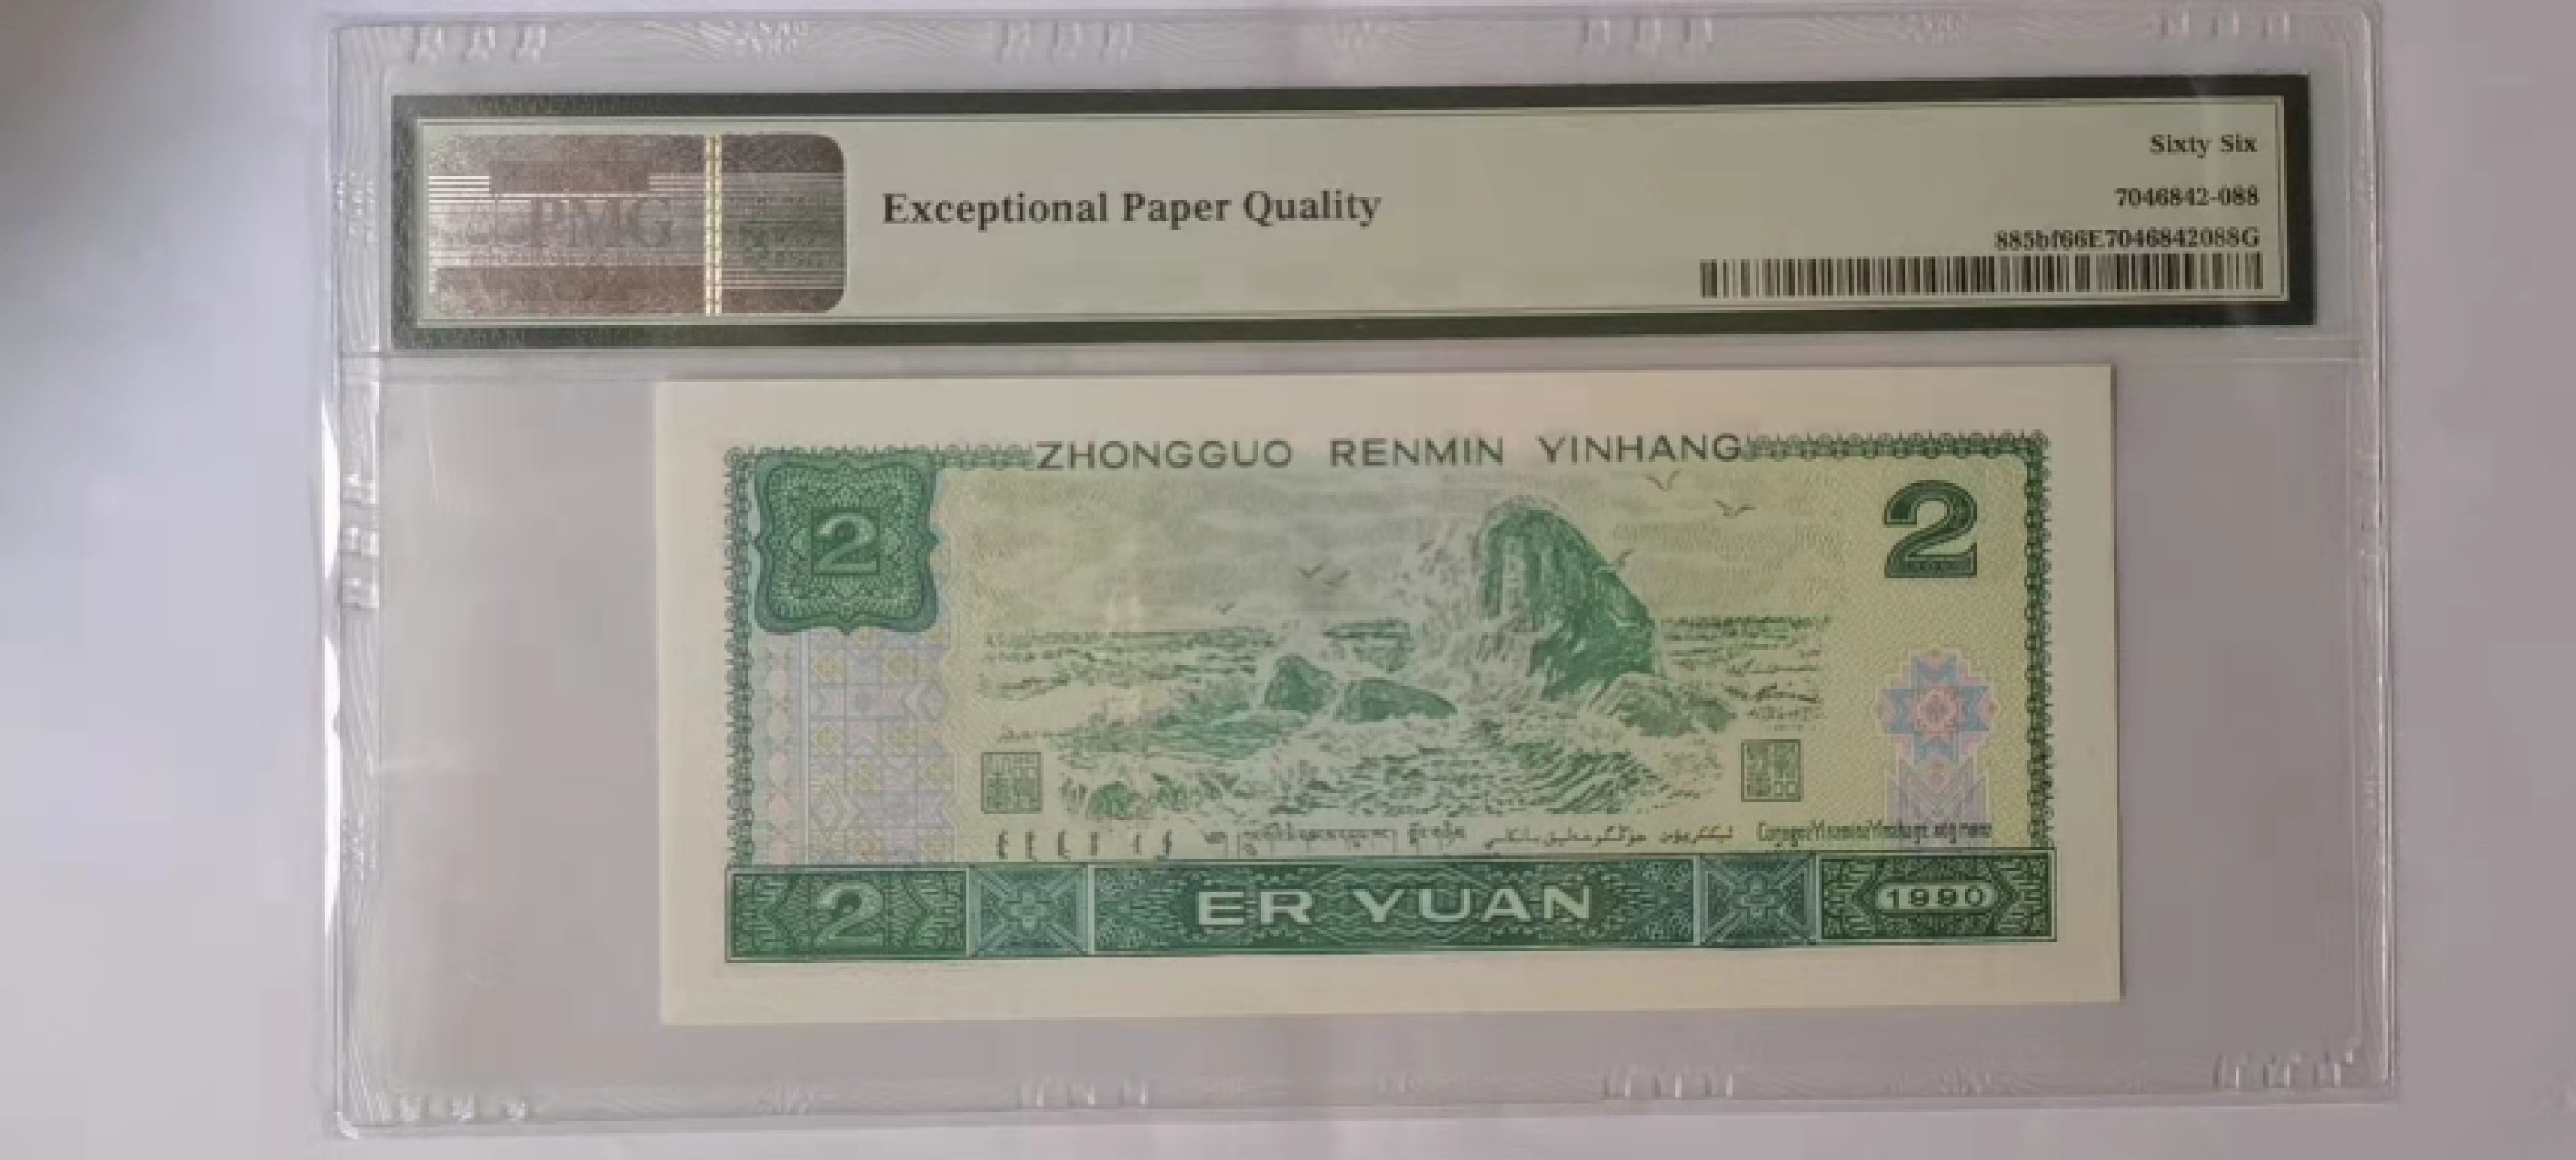 PMG
Exceptional Paper Quality
Sixty Six
7046842-088
885bf66E7046842088G
ZHONGGUO RENMIN YINHANG
2
2
2
ER YUAN
1990